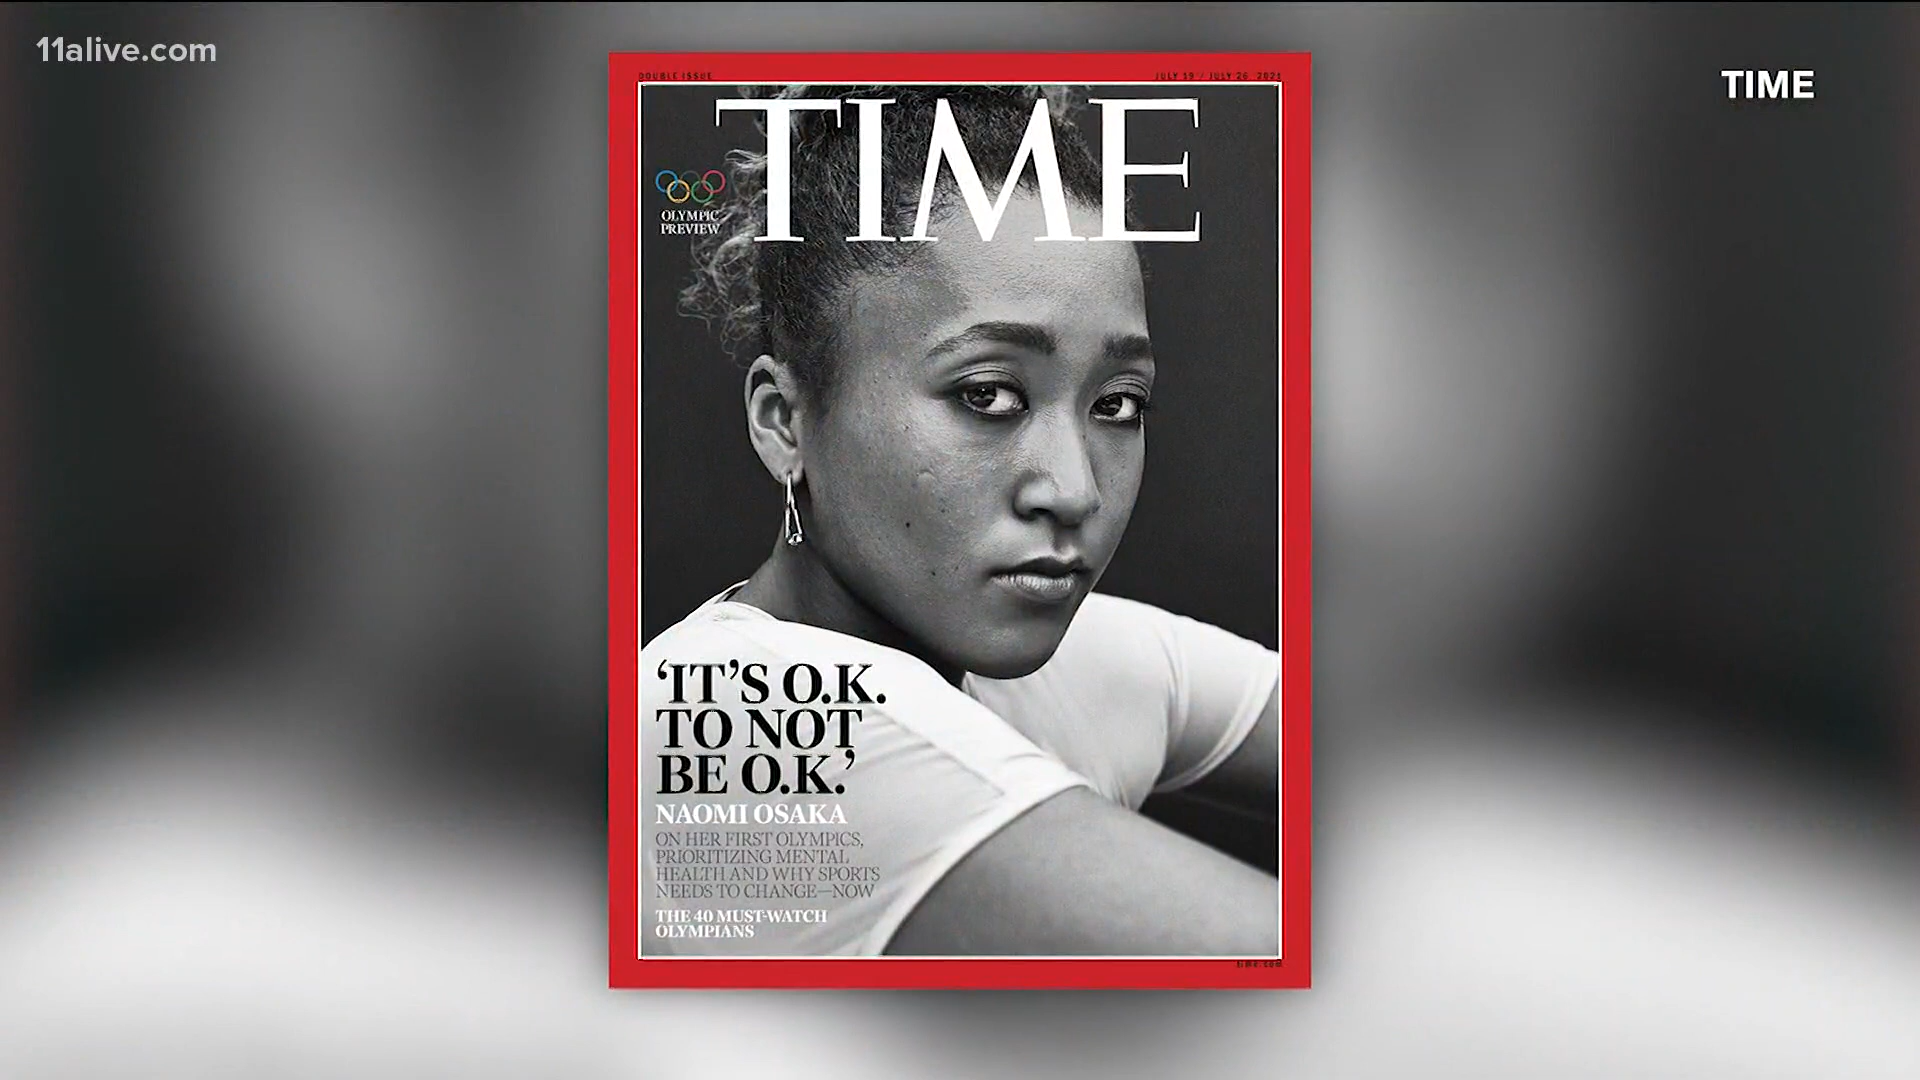 11alive.com
TIME
DOUBLE ISSUE
JULY 19 / JULY 26, 2021
TIME
OLYMPIC
PREVIEW
‘IT’S O.K.
TO NOT
BE O.K.’
NAOMI OSAKA
ON HER FIRST OLYMPICS,
PRIORITIZING MENTAL
HEALTH AND WHY SPORTS
NEEDS TO CHANGE—NOW
THE 40 MUST-WATCH
OLYMPIANS
time.com